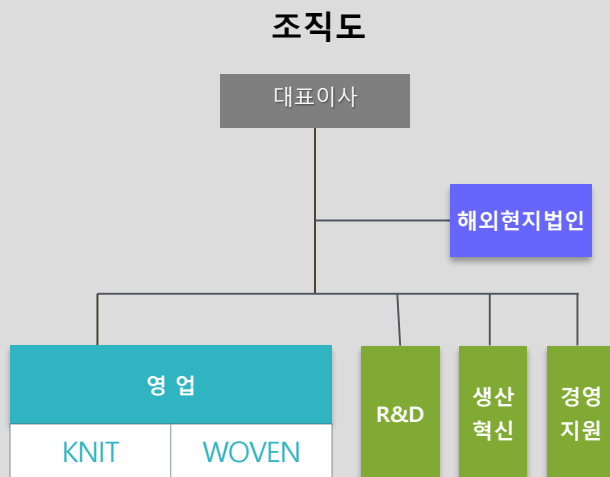 조직도
대표이사
해외현지법인
영 업
KNIT
WOVEN
R&D
생산
혁신
경영
지원